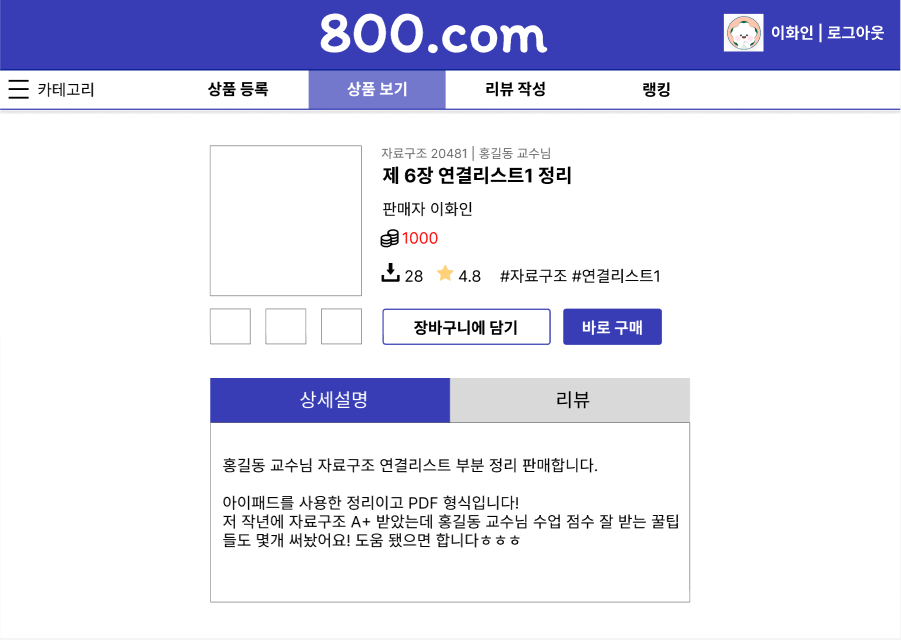 800.com
이화인 | 로그아웃
카테고리
상품 등록
상품 보기
리뷰 작성
랭킹
자료구조 20481 | 홍길동 교수님
제 6장 연결리스트1 정리
판매자 이화인
1000
28 4.8 #자료구조 #연결리스트1
장바구니에 담기
바로 구매
상세설명
리뷰
홍길동 교수님 자료구조 연결리스트 부분 정리 판매합니다.
아이패드를 사용한 정리이고 PDF 형식입니다!
저 작년에 자료구조 A+ 받았는데 홍길동 교수님 수업 점수 잘 받는 꿀팁
들도 몇개 써놨어요! 도움 됐으면 합니다ㅎㅎㅎ